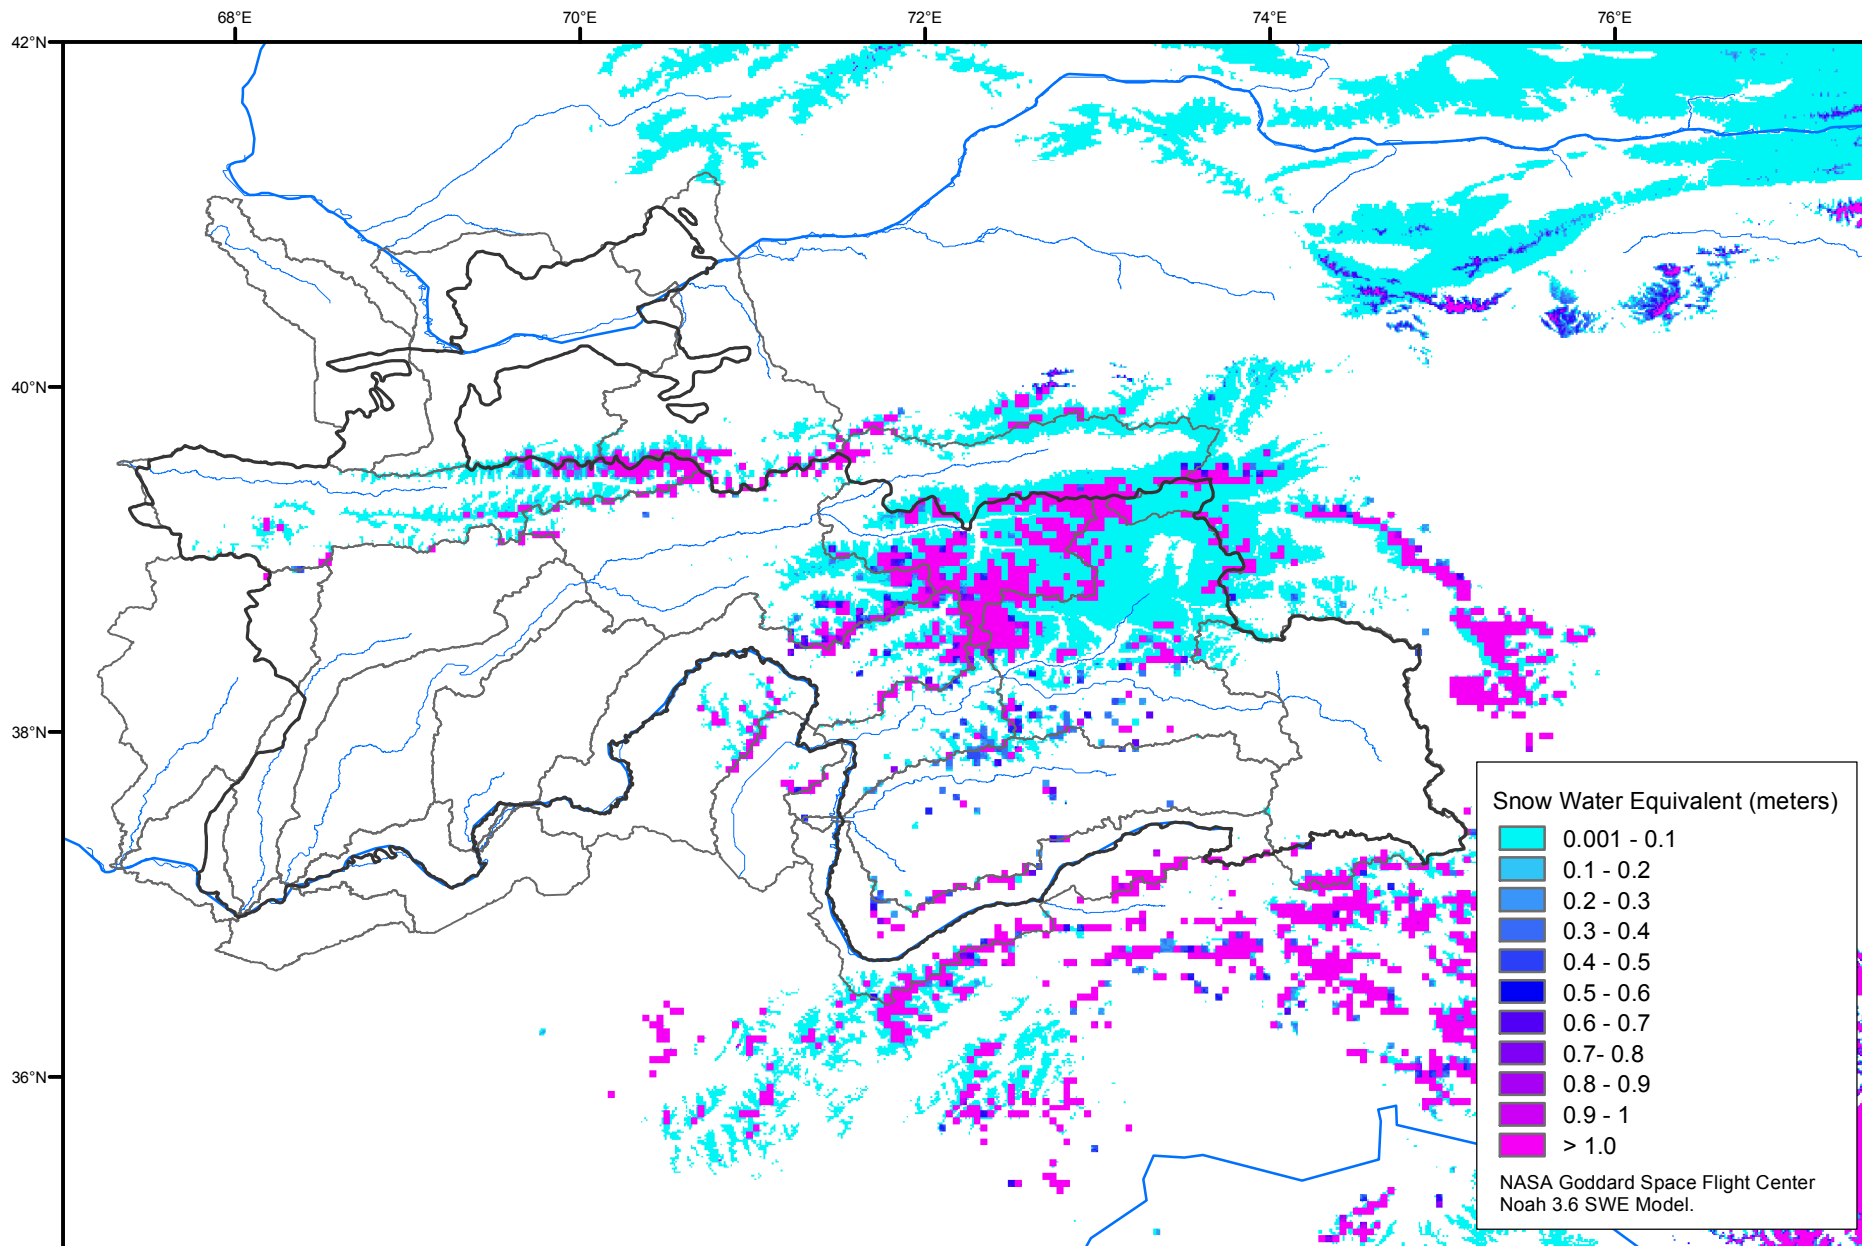 68°E
70°E
72°E
74°E
76°E
42°N
40°N
38°N
36°N
Snow Water Equivalent (meters)
0.001 - 0.1
0.1 - 0.2
0.2 - 0.3
0.3 - 0.4
0.4 - 0.5
0.5 - 0.6
0.6 - 0.7
0.7- 0.8
0.8 - 0.9
0.9 - 1
> 1.0
NASA Goddard Space Flight Center
Noah 3.6 SWE Model.